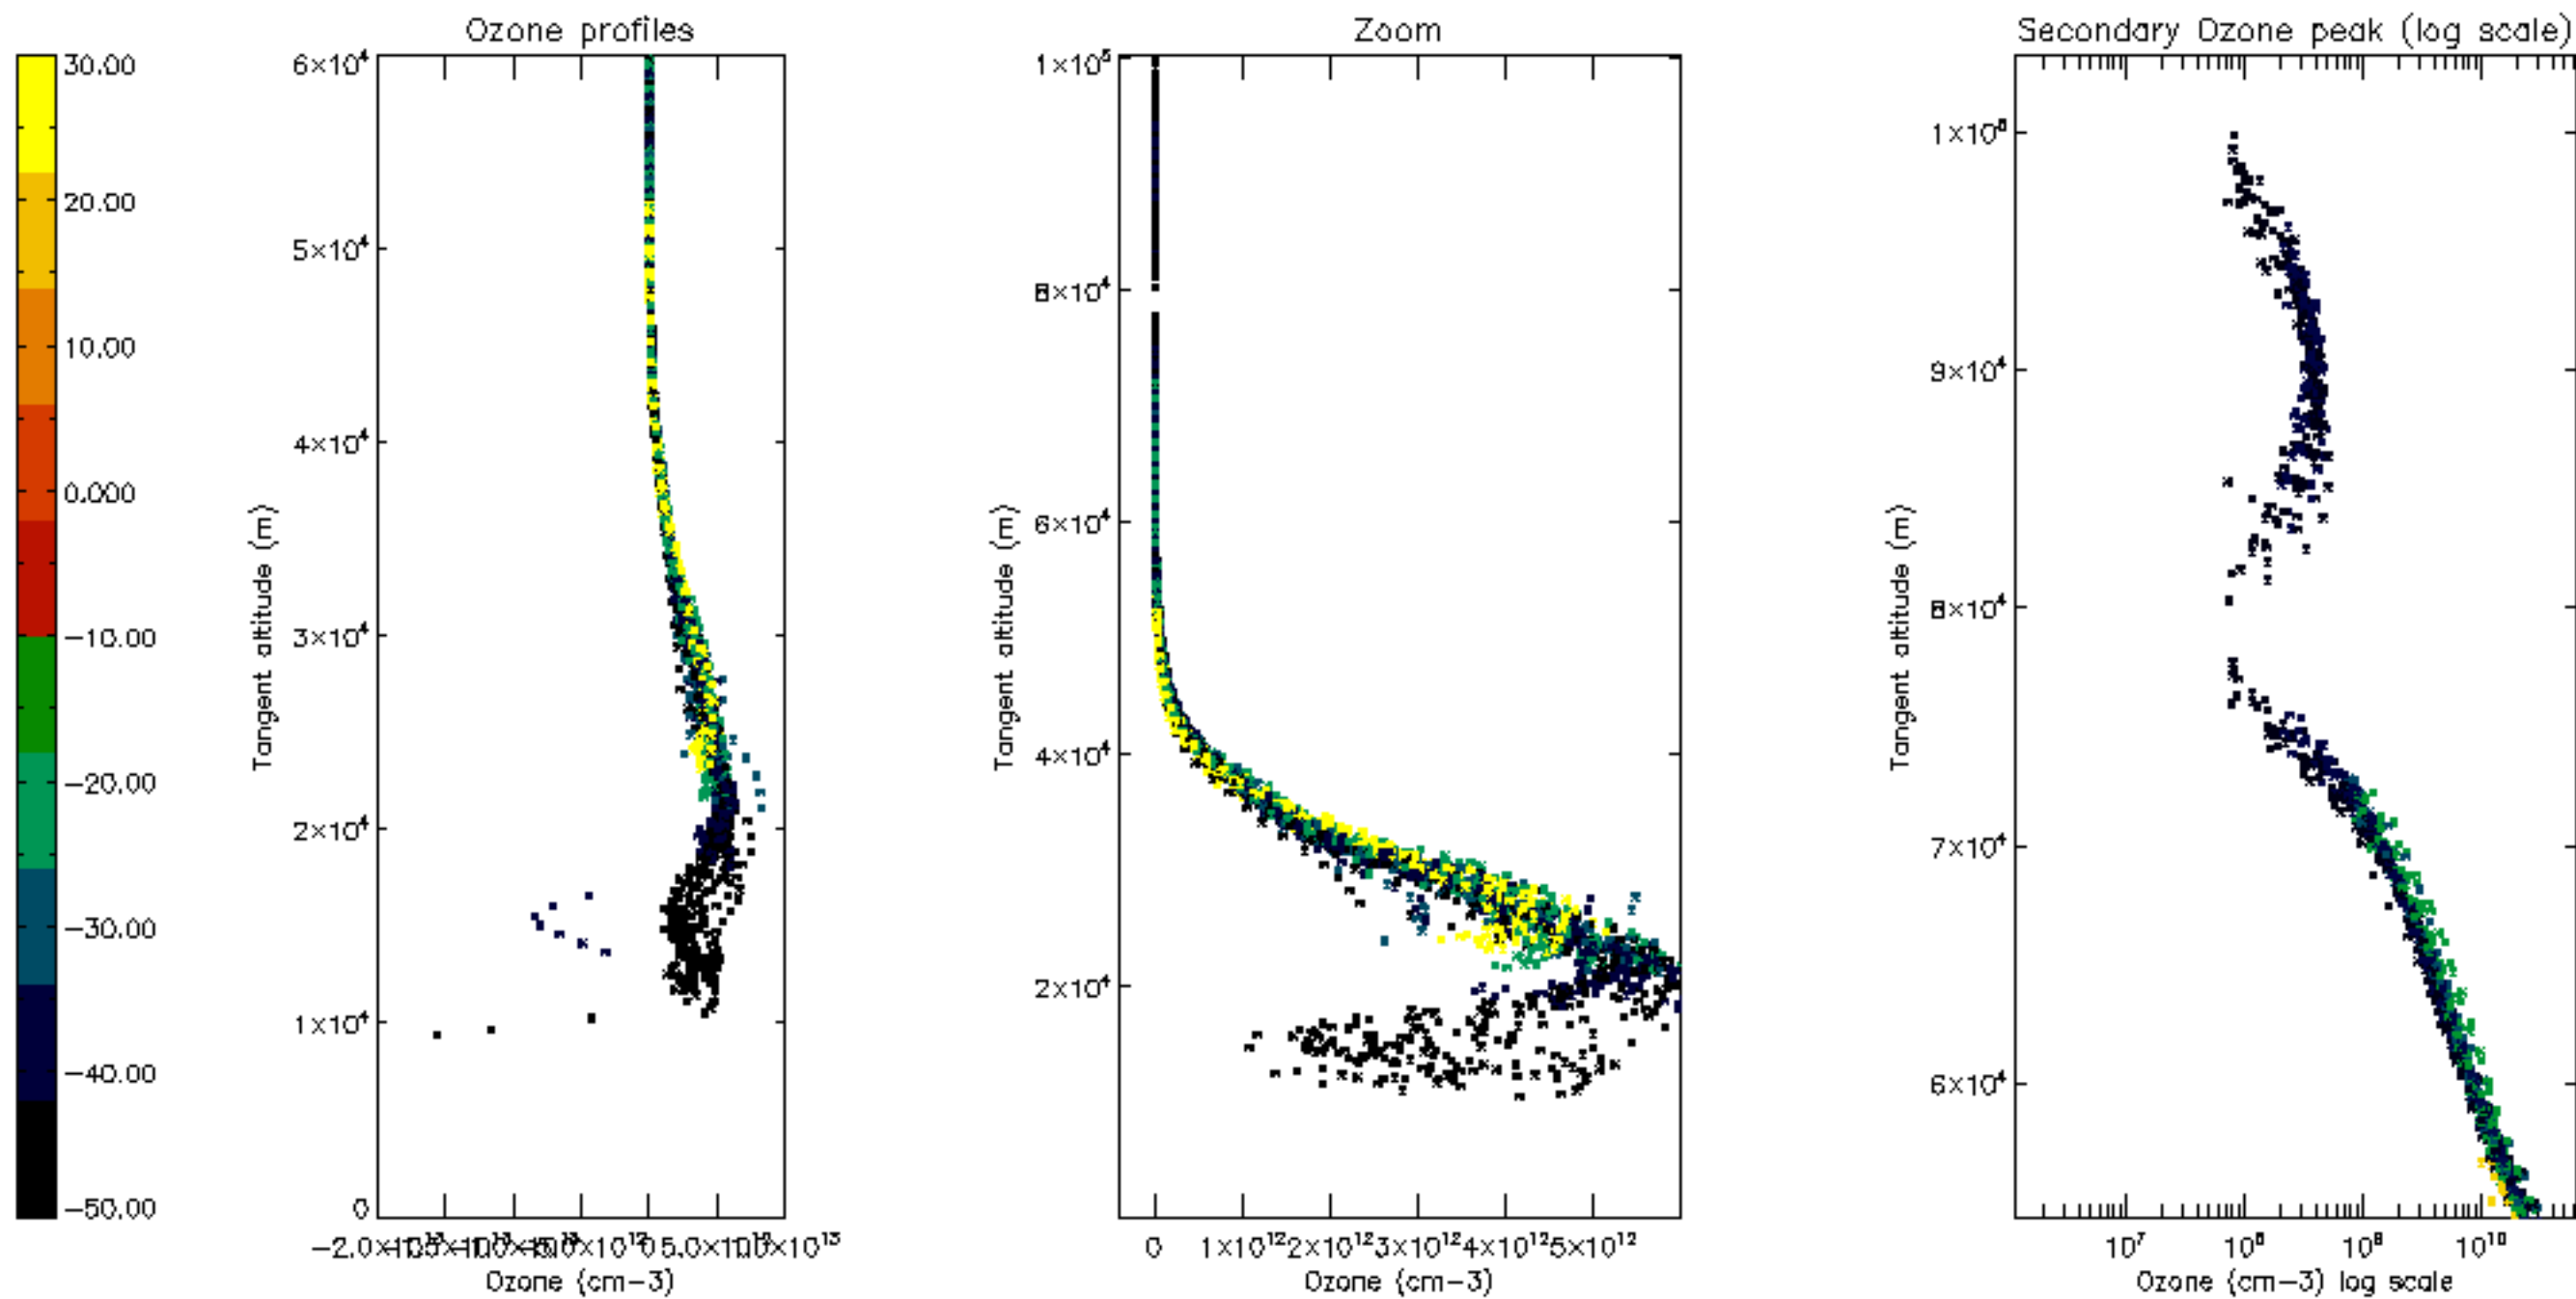 Ozone profiles
Zoom
Secondary Ozone peak (log scale)
30.00
20.00
10.00
0.000
−10.00
−20.00
−30.00
−40.00
−50.00
6×10⁴
5×10⁴
4×10⁴
3×10⁴
2×10⁴
1×10⁴
0
Tangent altitude (m)
Ozone (cm−3)
1×10⁵
8×10⁴
6×10⁴
4×10⁴
2×10⁴
Tangent altitude (m)
0 1×10¹² 2×10¹² 3×10¹² 4×10¹² 5×10¹²
Ozone (cm−3)
9×10⁴
8×10⁴
7×10⁴
6×10⁴
Tangent altitude (m)
10⁷ 10⁸ 10⁹ 10¹⁰
Ozone (cm−3) log scale